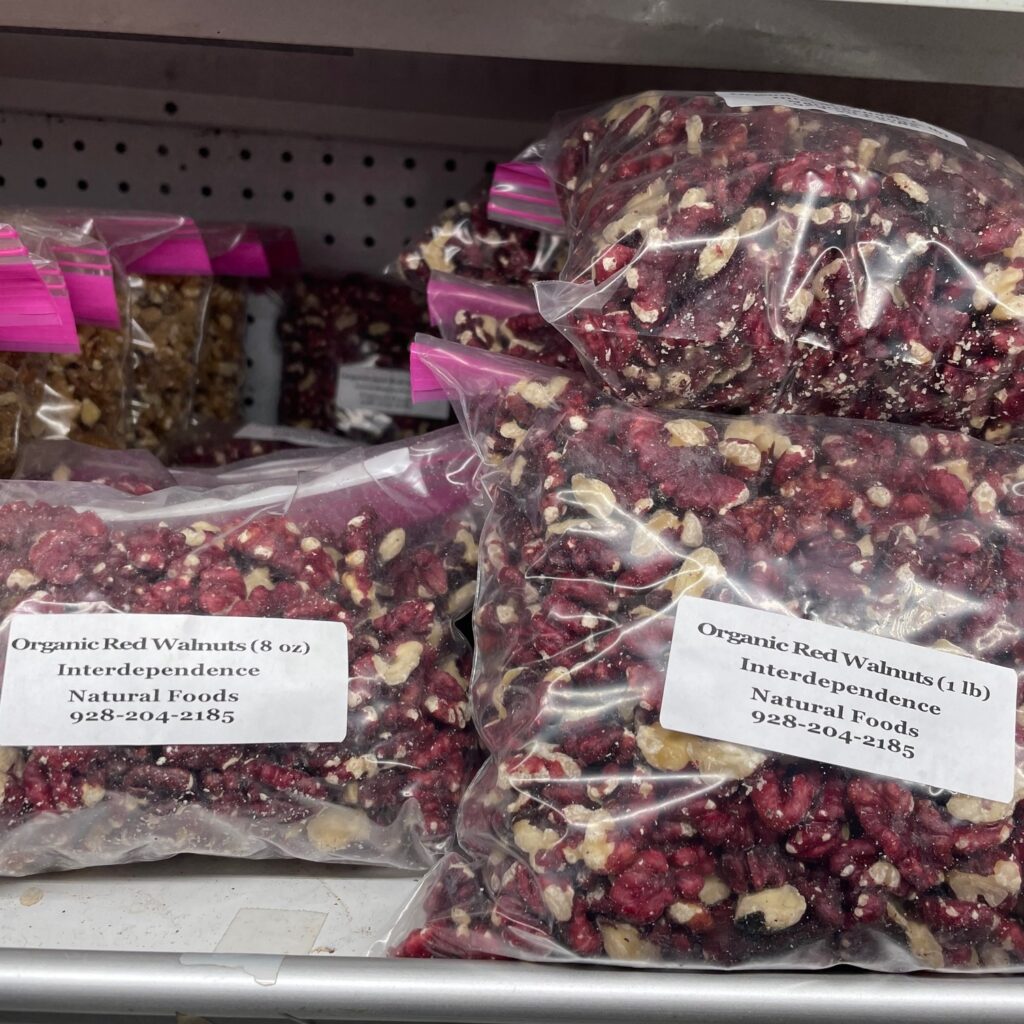 Organic Red Walnuts (8 oz)
Interdependence
Natural Foods
928-204-2185
Organic Red Walnuts (1 lb)
Interdependence
Natural Foods
928-204-2185